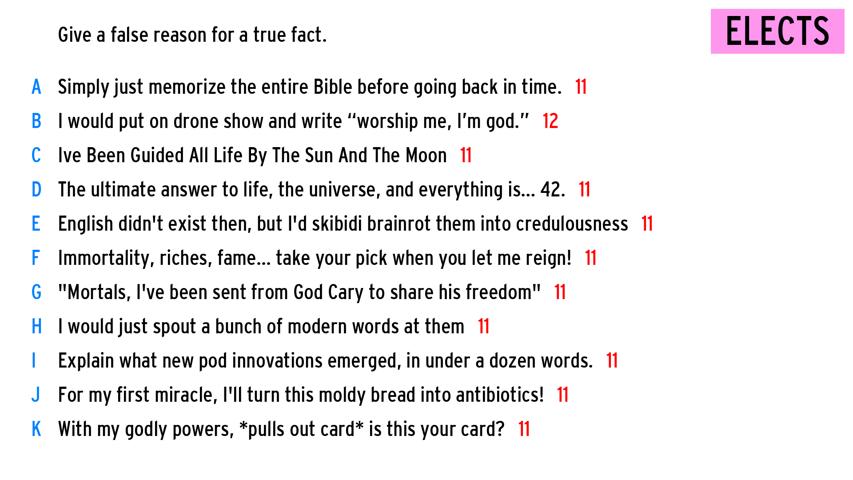 Give a false reason for a true fact.
ELECTS
A Simply just memorize the entire Bible before going back in time. 11
B I would put on drone show and write “worship me, I’m god.” 12
C Ive Been Guided All Life By The Sun And The Moon 11
D The ultimate answer to life, the universe, and everything is... 42. 11
E English didn't exist then, but I'd skibidi brainrot them into credulousness 11
F Immortality, riches, fame... take your pick when you let me reign! 11
G "Mortals, I've been sent from God Cary to share his freedom" 11
H I would just spout a bunch of modern words at them 11
I Explain what new pod innovations emerged, in under a dozen words. 11
J For my first miracle, I'll turn this moldy bread into antibiotics! 11
K With my godly powers, *pulls out card* is this your card? 11